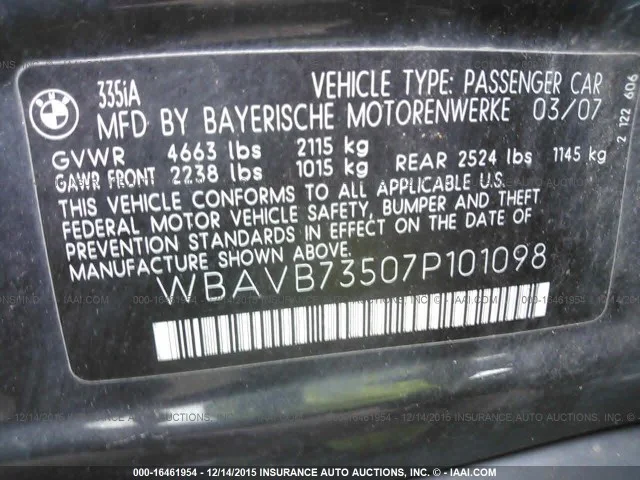 BMW
335iA
VEHICLE TYPE: PASSENGER CAR
MFD BY BAYERISCHE MOTORENWERKE 03/07
GVWR 4663 lbs 2115 kg
GAWR FRONT 2238 lbs 1015 kg REAR 2524 lbs 1145 kg
THIS VEHICLE CONFORMS TO ALL APPLICABLE U.S.
FEDERAL MOTOR VEHICLE SAFETY, BUMPER AND THEFT
PREVENTION STANDARDS IN EFFECT ON THE DATE OF
MANUFACTURE SHOWN ABOVE.
WBAVB73507P101098
2 122 606
000-16461954 - 12/14/2015 INSURANCE AUTO AUCTIONS - IAAI.COM